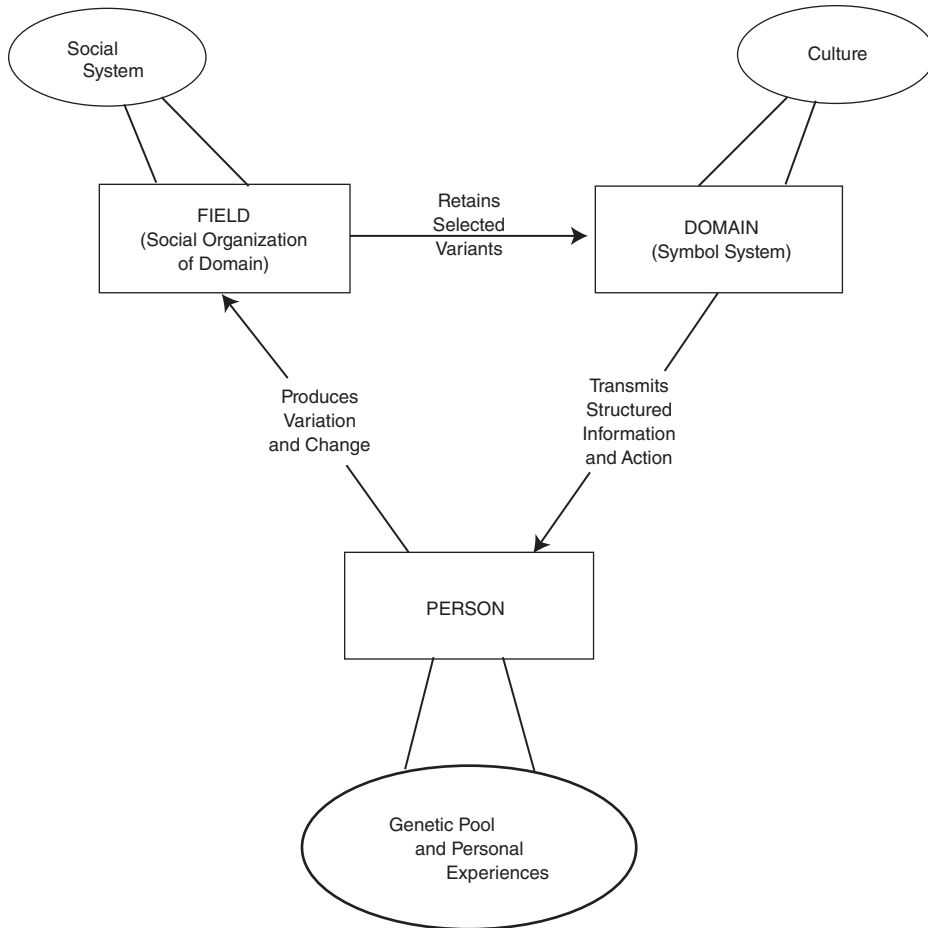 Social
System
Culture
FIELD
(Social Organization
of Domain)
Retains
Selected
Variants
DOMAIN
(Symbol System)
Produces
Variation
and Change
Transmits
Structured
Information
and Action
PERSON
Genetic Pool
and Personal
Experiences